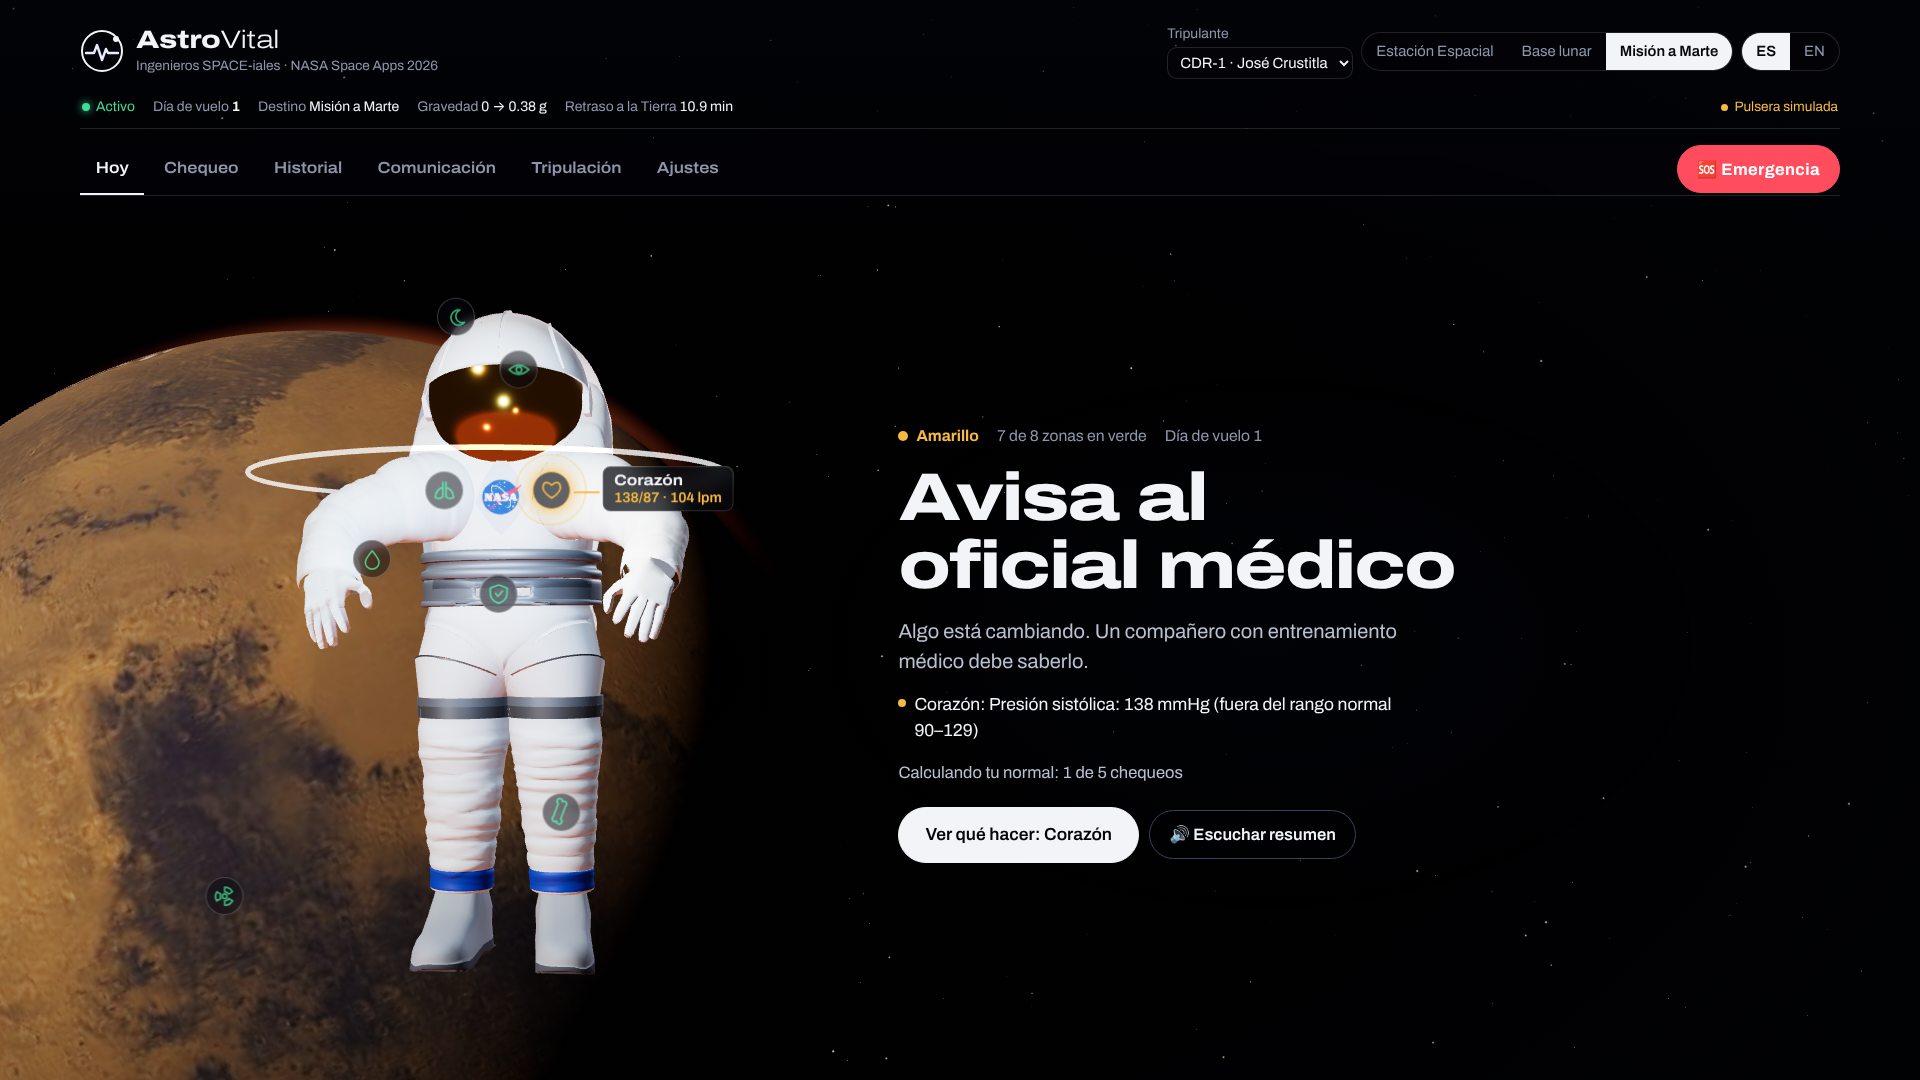 AstroVital
Ingenieros SPACE-iales · NASA Space Apps 2026
Tripulante
CDR-1 · José Crustitla
Estación Espacial
Base lunar
Misión a Marte
ES
EN
Activo
Día de vuelo 1
Destino Misión a Marte
Gravedad 0 → 0.38 g
Retraso a la Tierra 10.9 min
Pulsera simulada
Hoy
Chequeo
Historial
Comunicación
Tripulación
Ajustes
🆘 Emergencia
NASA
Corazón
138/87 · 104 lpm
Amarillo
7 de 8 zonas en verde
Día de vuelo 1
Avisa al
oficial médico
Algo está cambiando. Un compañero con entrenamiento
médico debe saberlo.
Corazón: Presión sistólica: 138 mmHg (fuera del rango normal
90–129)
Calculando tu normal: 1 de 5 chequeos
Ver qué hacer: Corazón
🔊 Escuchar resumen